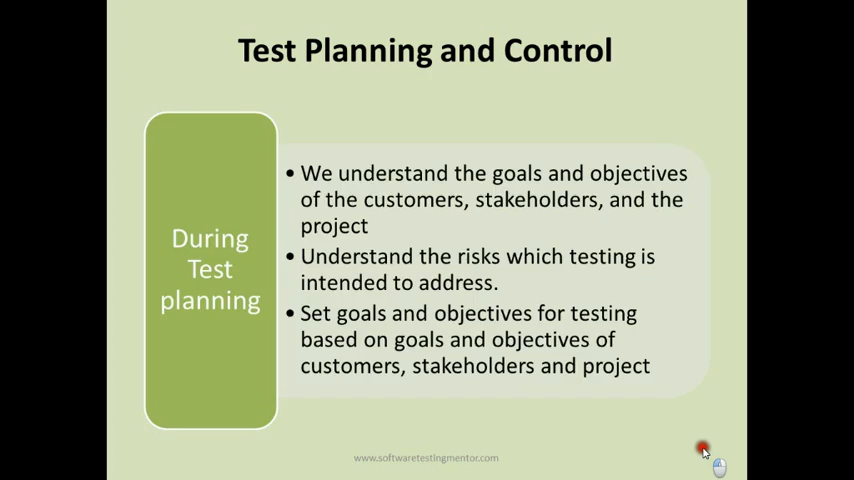 Test Planning and Control
During
Test
planning
• We understand the goals and objectives
of the customers, stakeholders, and the
project
• Understand the risks which testing is
intended to address.
• Set goals and objectives for testing
based on goals and objectives of
customers, stakeholders and project
www.softwaretestingmentor.com